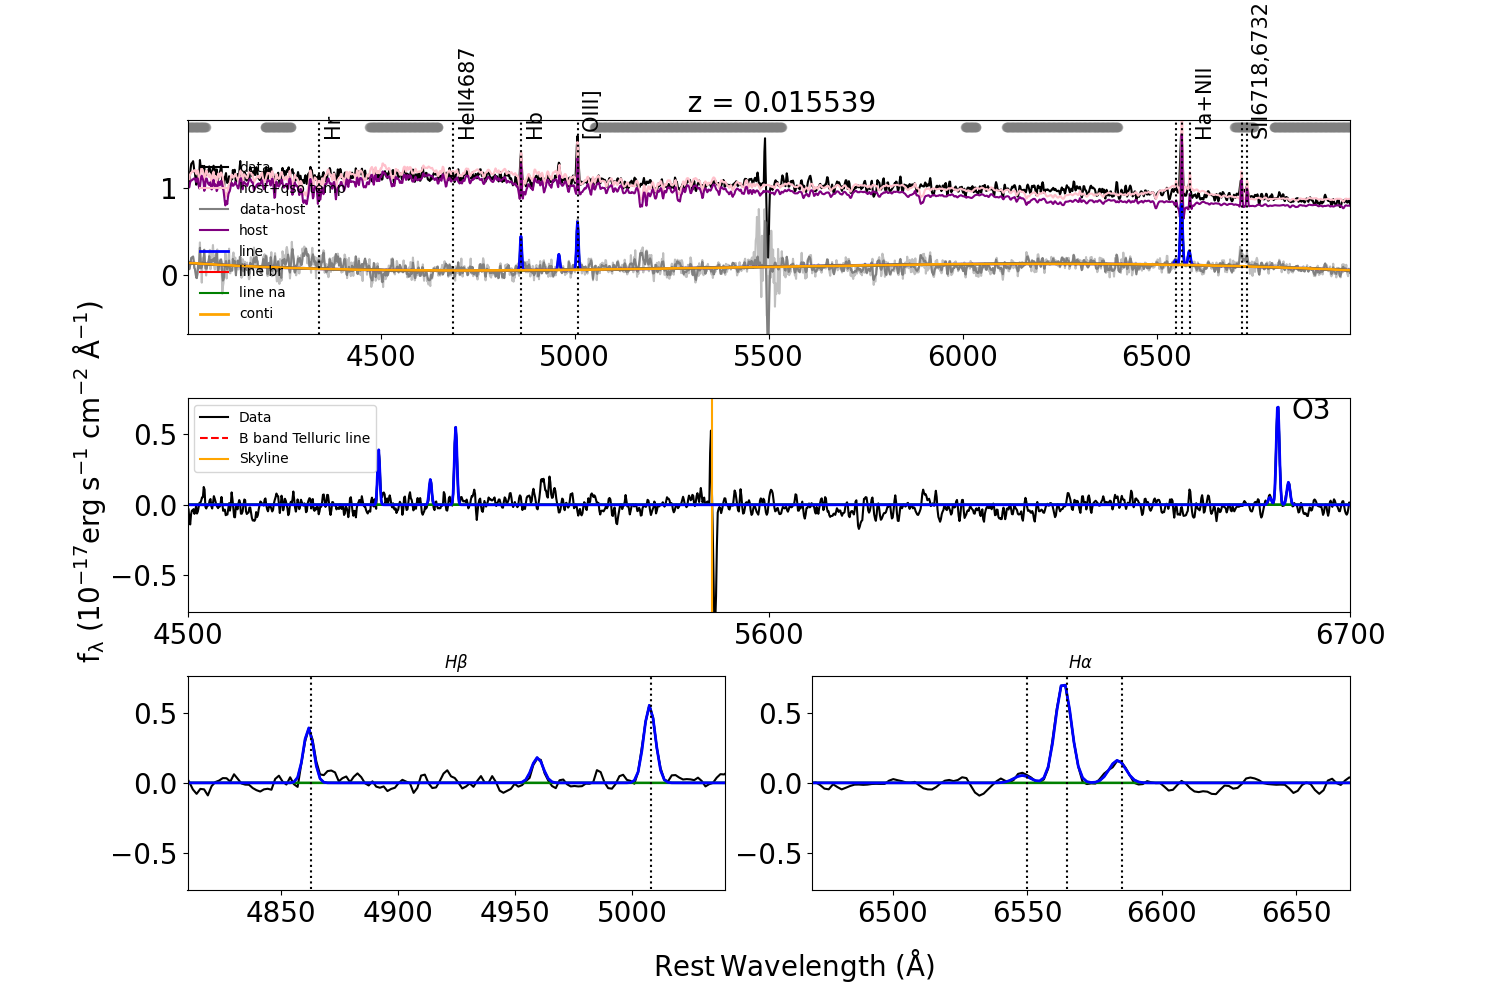 z = 0.015539
Hr
HeII4687
Hb
[OIII]
Ha+NII
SII6718,6732
data
host+qso temp
data-host
host
line
line br
line na
conti
1
0
4500 5000 5500 6000 6500
f_λ (10^−17 erg s^−1 cm^−2 Å^−1)
Data
B band Telluric line
Skyline
O3
0.5
0.0
−0.5
4500 5600 6700
Hβ
0.5
0.0
−0.5
4850 4900 4950 5000
Hα
0.5
0.0
−0.5
6500 6550 6600 6650
Rest Wavelength (Å)